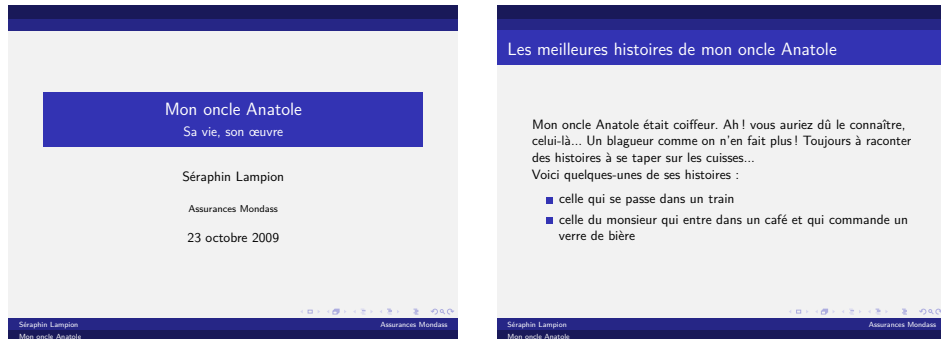 Mon oncle Anatole
Sa vie, son œuvre
Séraphin Lampion
Assurances Mondass
23 octobre 2009
Séraphin Lampion Assurances Mondass
Mon oncle Anatole
Les meilleures histoires de mon oncle Anatole
Mon oncle Anatole était coiffeur. Ah ! vous auriez dû le connaître,
celui-là... Un blagueur comme on n'en fait plus ! Toujours à raconter
des histoires à se taper sur les cuisses...
Voici quelques-unes de ses histoires :
celle qui se passe dans un train
celle du monsieur qui entre dans un café et qui commande un
verre de bière
Séraphin Lampion Assurances Mondass
Mon oncle Anatole